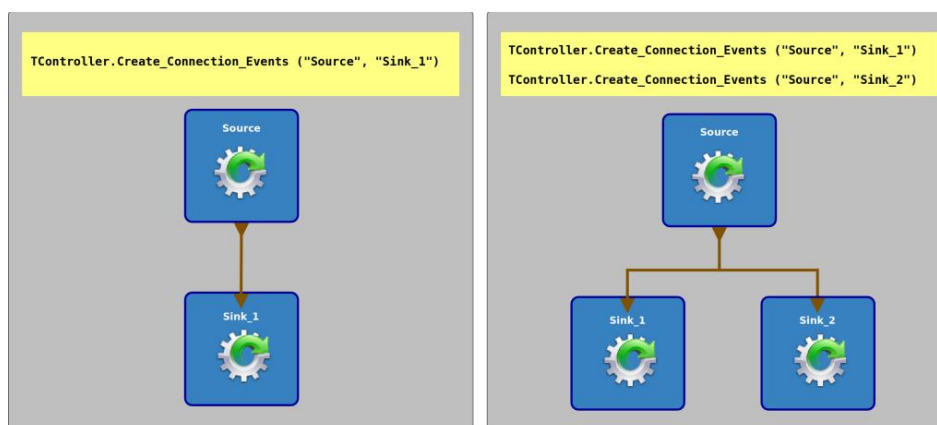 TController.Create_Connection_Events ("Source", "Sink_1")
Source
Sink_1
TController.Create_Connection_Events ("Source", "Sink_1")
TController.Create_Connection_Events ("Source", "Sink_2")
Source
Sink_1
Sink_2